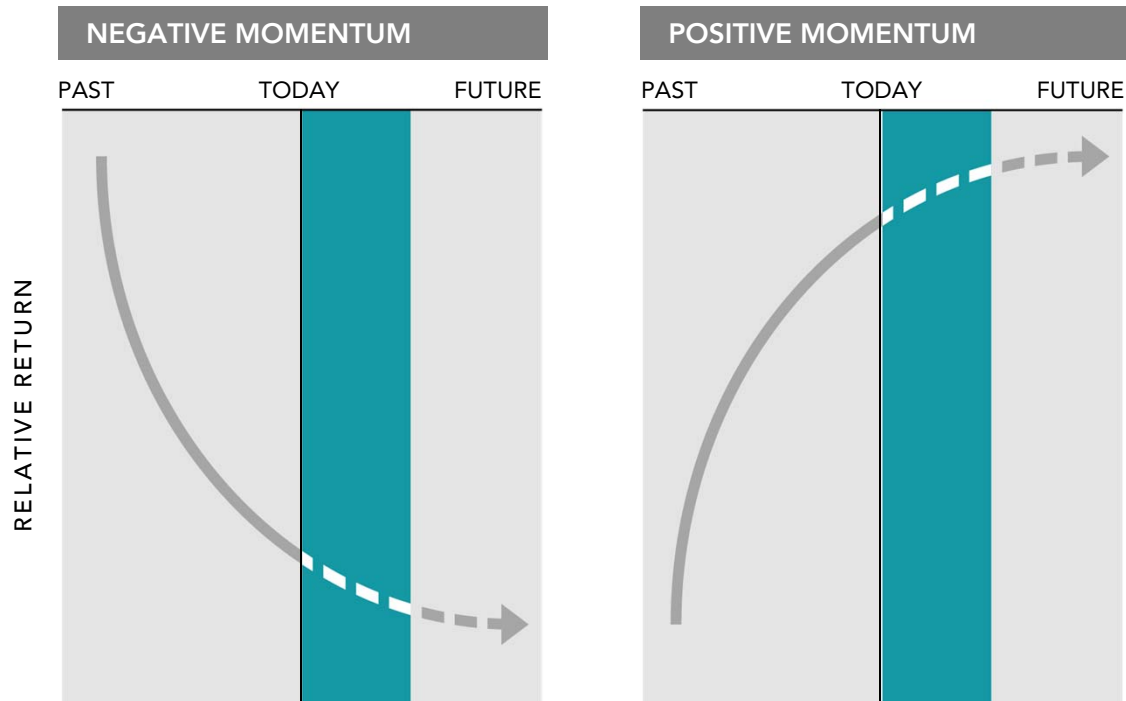 NEGATIVE MOMENTUM
PAST TODAY FUTURE
RELATIVE RETURN
POSITIVE MOMENTUM
PAST TODAY FUTURE